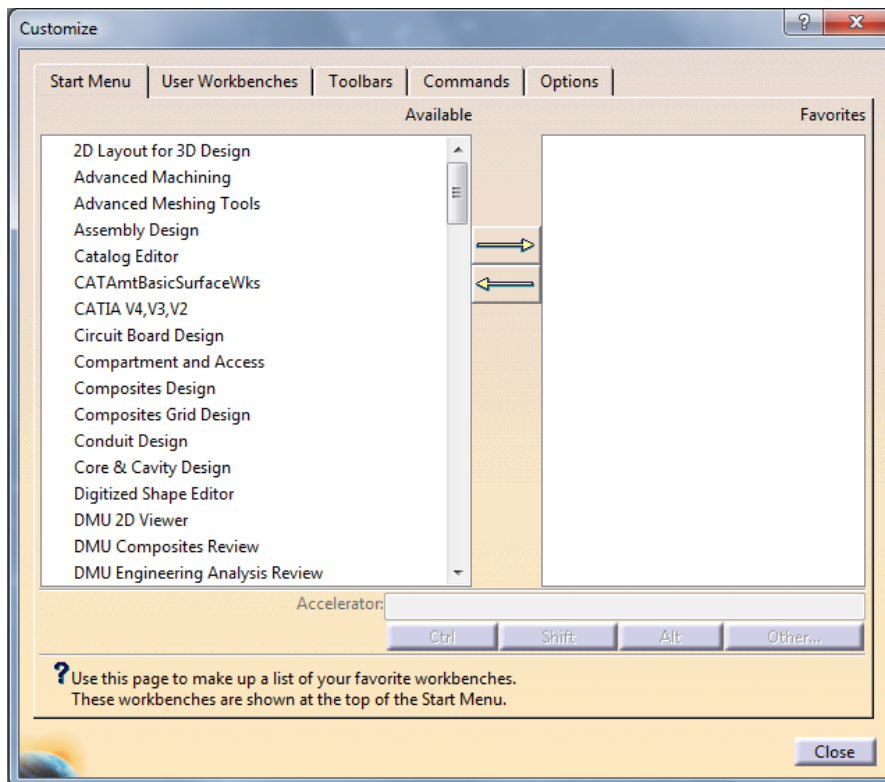 Customize
?
Start Menu User Workbenches Toolbars Commands Options
Available Favorites
2D Layout for 3D Design
Advanced Machining
Advanced Meshing Tools
Assembly Design
Catalog Editor
CATAmtBasicSurfaceWks
CATIA V4,V3,V2
Circuit Board Design
Compartment and Access
Composites Design
Composites Grid Design
Conduit Design
Core & Cavity Design
Digitized Shape Editor
DMU 2D Viewer
DMU Composites Review
DMU Engineering Analysis Review
Accelerator:
Ctrl Shift Alt Other...
? Use this page to make up a list of your favorite workbenches.
These workbenches are shown at the top of the Start Menu.
Close